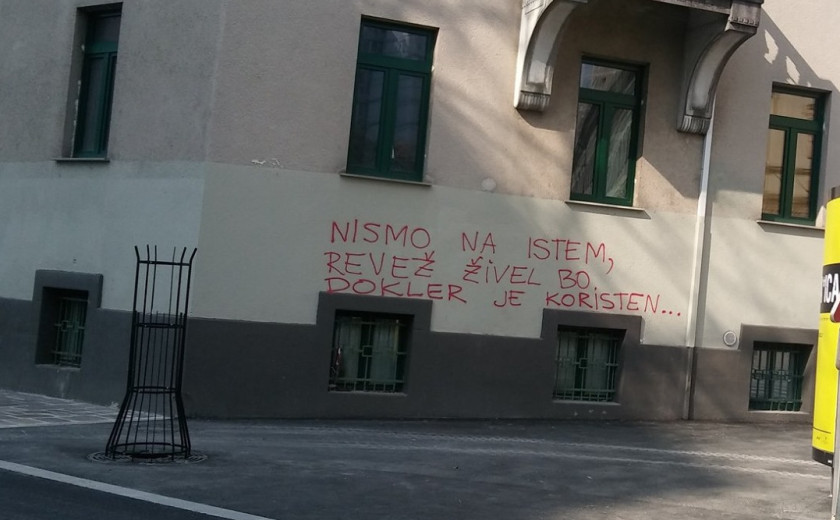 NISMO NA ISTEM,
REVEŽ ŽIVEL BO,
DOKLER JE KORISTEN...